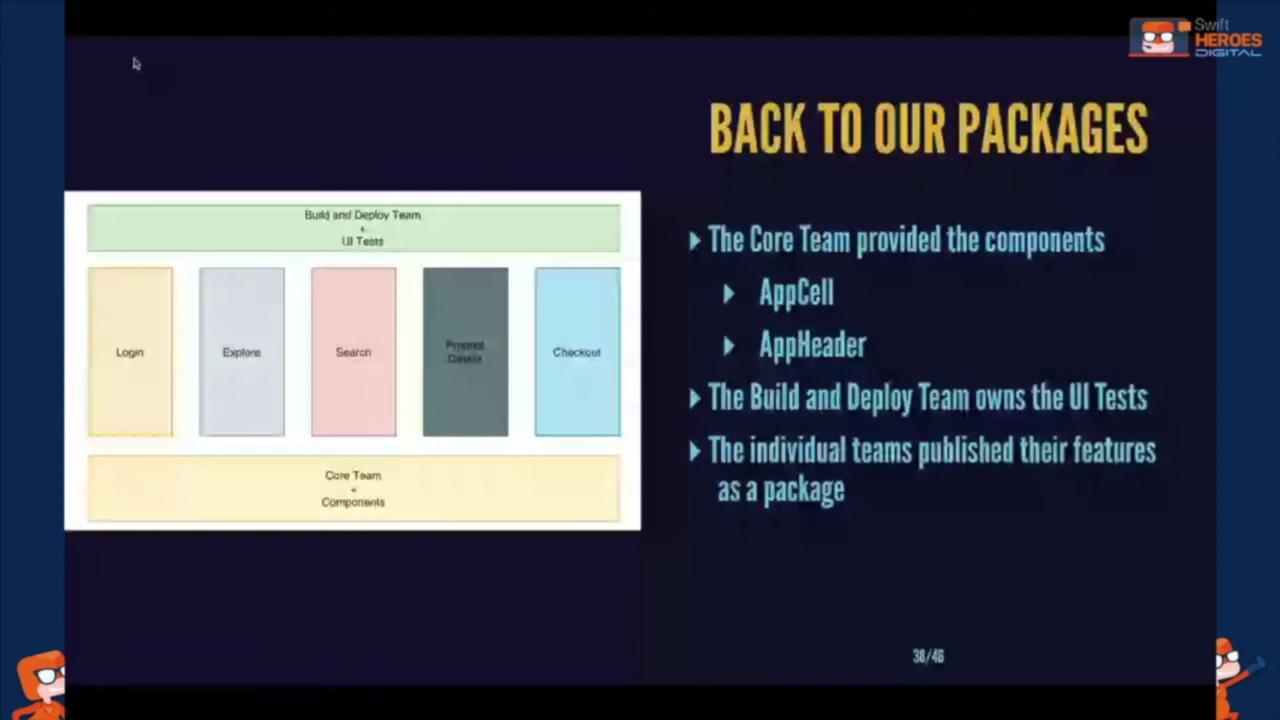 Swift
HEROES
DIGITAL
BACK TO OUR PACKAGES
Build and Deploy Team
+
UI Tests
Login
Explore
Search
Details
Checkout
Core Team
+
Components
The Core Team provided the components
AppCell
AppHeader
The Build and Deploy Team owns the UI Tests
The individual teams published their features
as a package
38/46